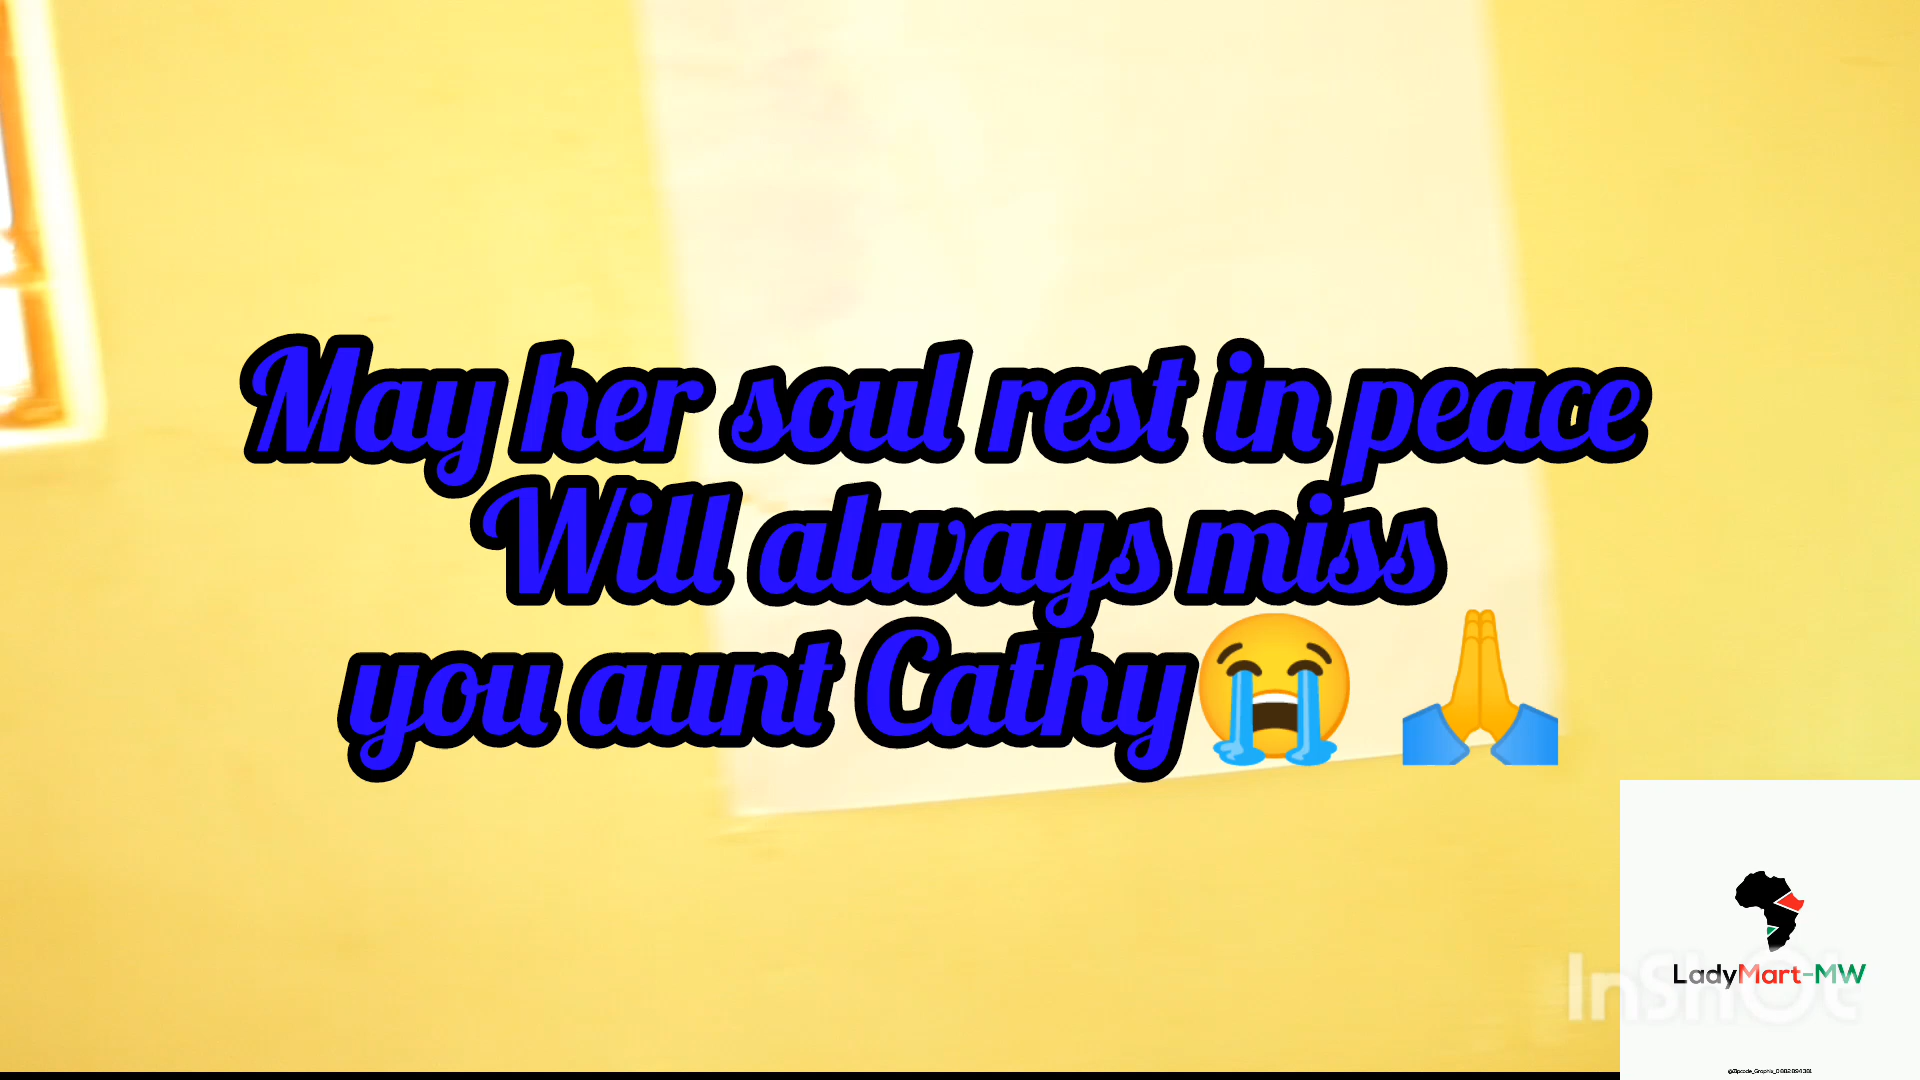 May her soul rest in peace
Will always miss
you aunt Cathy😭 🙏
LadyMart-MW
InShOt